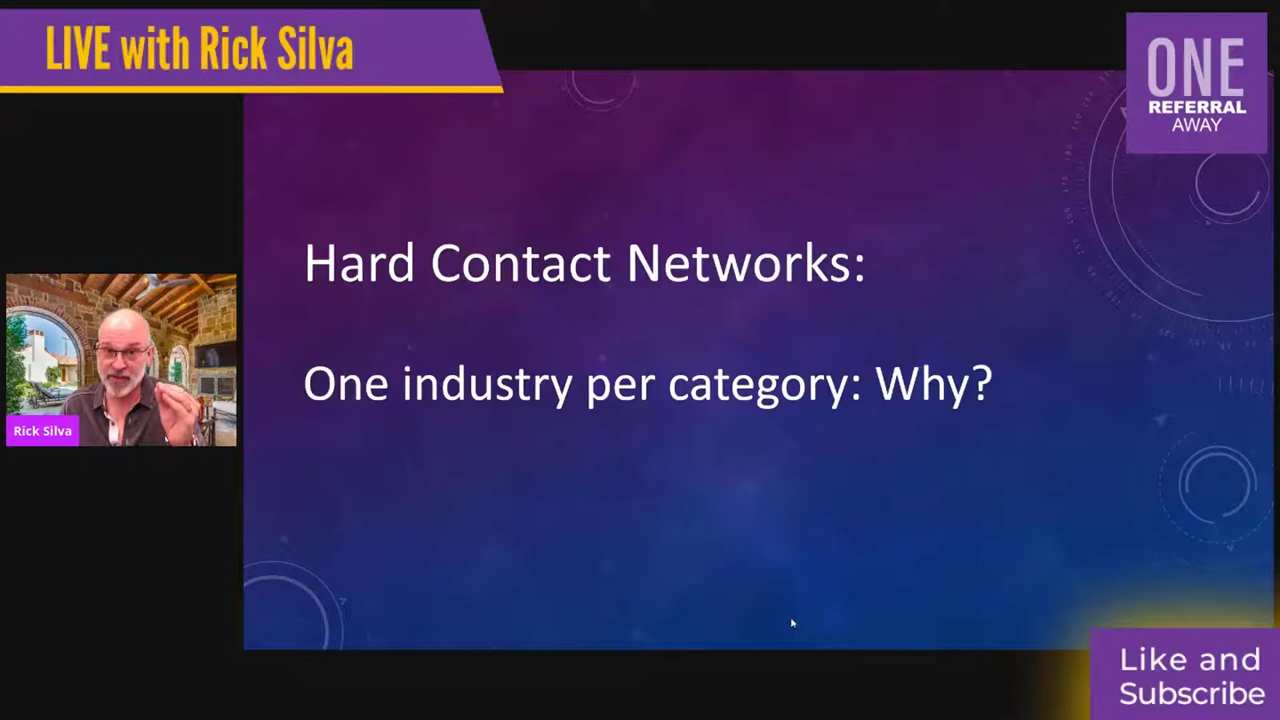 LIVE with Rick Silva
ONE
REFERRAL
AWAY
Hard Contact Networks:
One industry per category: Why?
Rick Silva
Like and
Subscribe